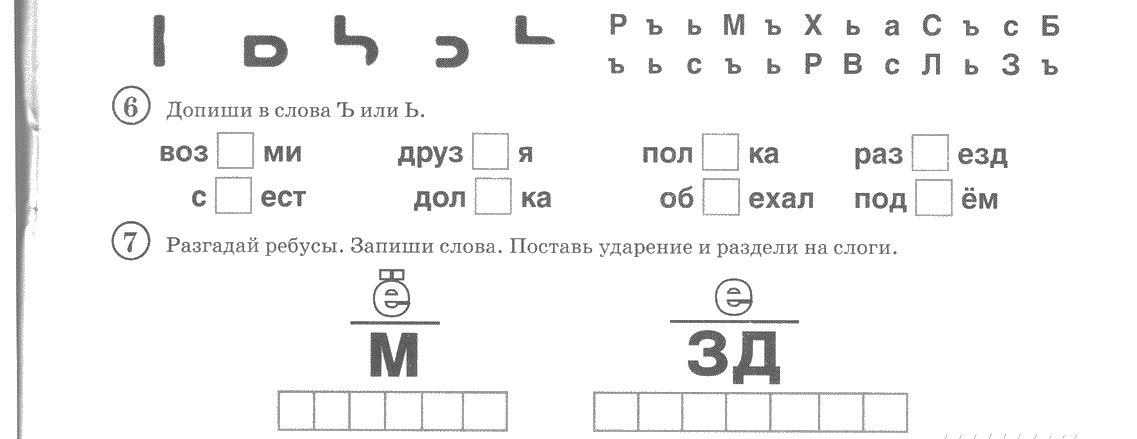 Р ъ ь М ъ Х ь а С ъ с Б
ъ ь с ъ ь Р В с Л ь З ъ
6 Допиши в слова Ъ или Ь.
воз ми друз я пол ка раз езд
с ест дол ка об ехал под ём
7 Разгадай ребусы. Запиши слова. Поставь ударение и раздели на слоги.
ё е
М ЗД